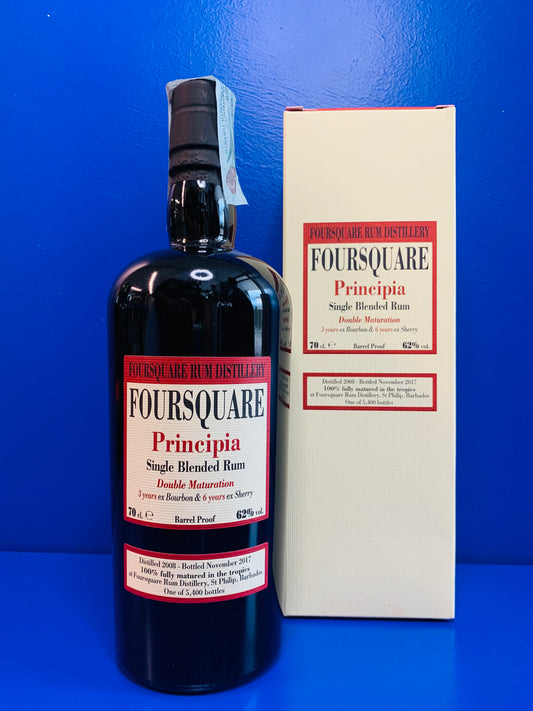 FOURSQUARE RUM DISTILLERY
FOURSQUARE
Principia
Single Blended Rum
Double Maturation
3 years ex Bourbon & 6 years ex Sherry
70 cl. ℮ Barrel Proof 62% vol.
Distilled 2008 - Bottled November 2017
100% fully matured in the tropics
at Foursquare Rum Distillery, St Philip, Barbados
One of 5,400 bottles
FOURSQUARE RUM DISTILLERY
FOURSQUARE
Principia
Single Blended Rum
Double Maturation
3 years ex Bourbon & 6 years ex Sherry
70 cl. ℮ Barrel Proof 62% vol.
Distilled 2008 - Bottled November 2017
100% fully matured in the tropics
at Foursquare Rum Distillery, St Philip, Barbados
One of 5,400 bottles